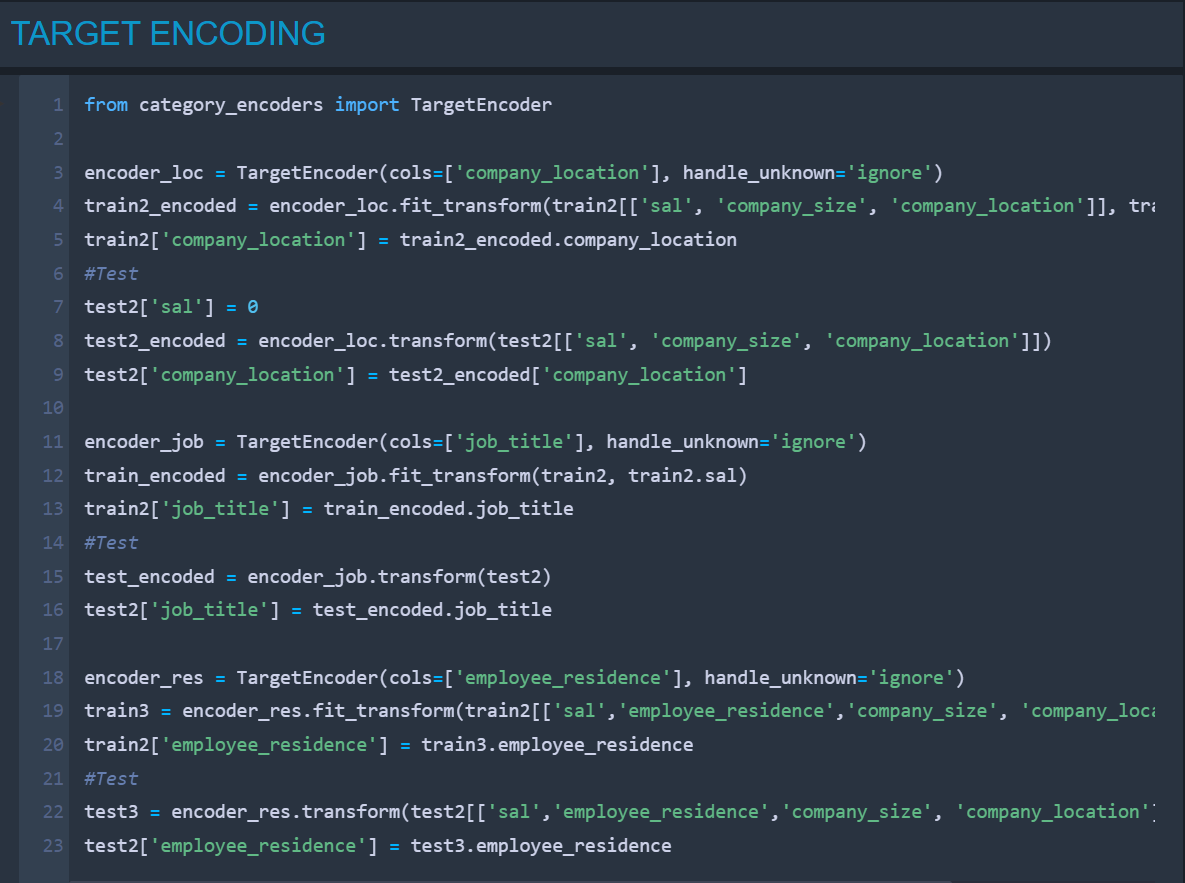 TARGET ENCODING
1 from category_encoders import TargetEncoder
2
3 encoder_loc = TargetEncoder(cols=['company_location'], handle_unknown='ignore')
4 train2_encoded = encoder_loc.fit_transform(train2[['sal', 'company_size', 'company_location']], tra
5 train2['company_location'] = train2_encoded.company_location
6 #Test
7 test2['sal'] = 0
8 test2_encoded = encoder_loc.transform(test2[['sal', 'company_size', 'company_location']])
9 test2['company_location'] = test2_encoded['company_location']
10
11 encoder_job = TargetEncoder(cols=['job_title'], handle_unknown='ignore')
12 train_encoded = encoder_job.fit_transform(train2, train2.sal)
13 train2['job_title'] = train_encoded.job_title
14 #Test
15 test_encoded = encoder_job.transform(test2)
16 test2['job_title'] = test_encoded.job_title
17
18 encoder_res = TargetEncoder(cols=['employee_residence'], handle_unknown='ignore')
19 train3 = encoder_res.fit_transform(train2[['sal','employee_residence','company_size', 'company_loca
20 train2['employee_residence'] = train3.employee_residence
21 #Test
22 test3 = encoder_res.transform(test2[['sal','employee_residence','company_size', 'company_location']
23 test2['employee_residence'] = test3.employee_residence